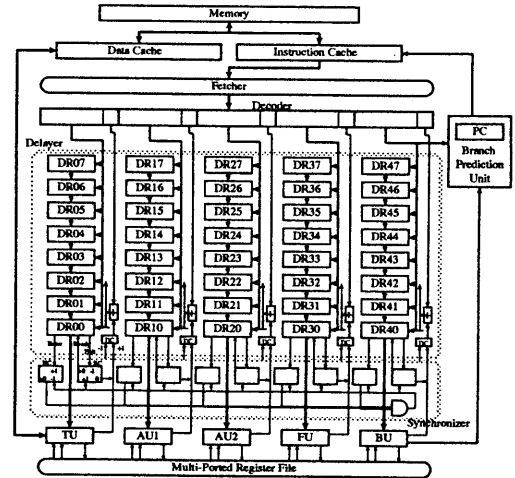 Memory
Data Cache
Instruction Cache
Fetcher
Decoder
PC
Branch
Prediction
Unit
Delayer
DR07 DR17 DR27 DR37 DR47
DR06 DR16 DR26 DR36 DR46
DR05 DR15 DR25 DR35 DR45
DR04 DR14 DR24 DR34 DR44
DR03 DR13 DR23 DR33 DR43
DR02 DR12 DR22 DR32 DR42
DR01 DR11 DR21 DR31 DR41
DR00 DR10 DR20 DR30 DR40
DC DC DC DC DC
+1
Synchronizer
TU AU1 AU2 FU BU
Multi-Ported Register File